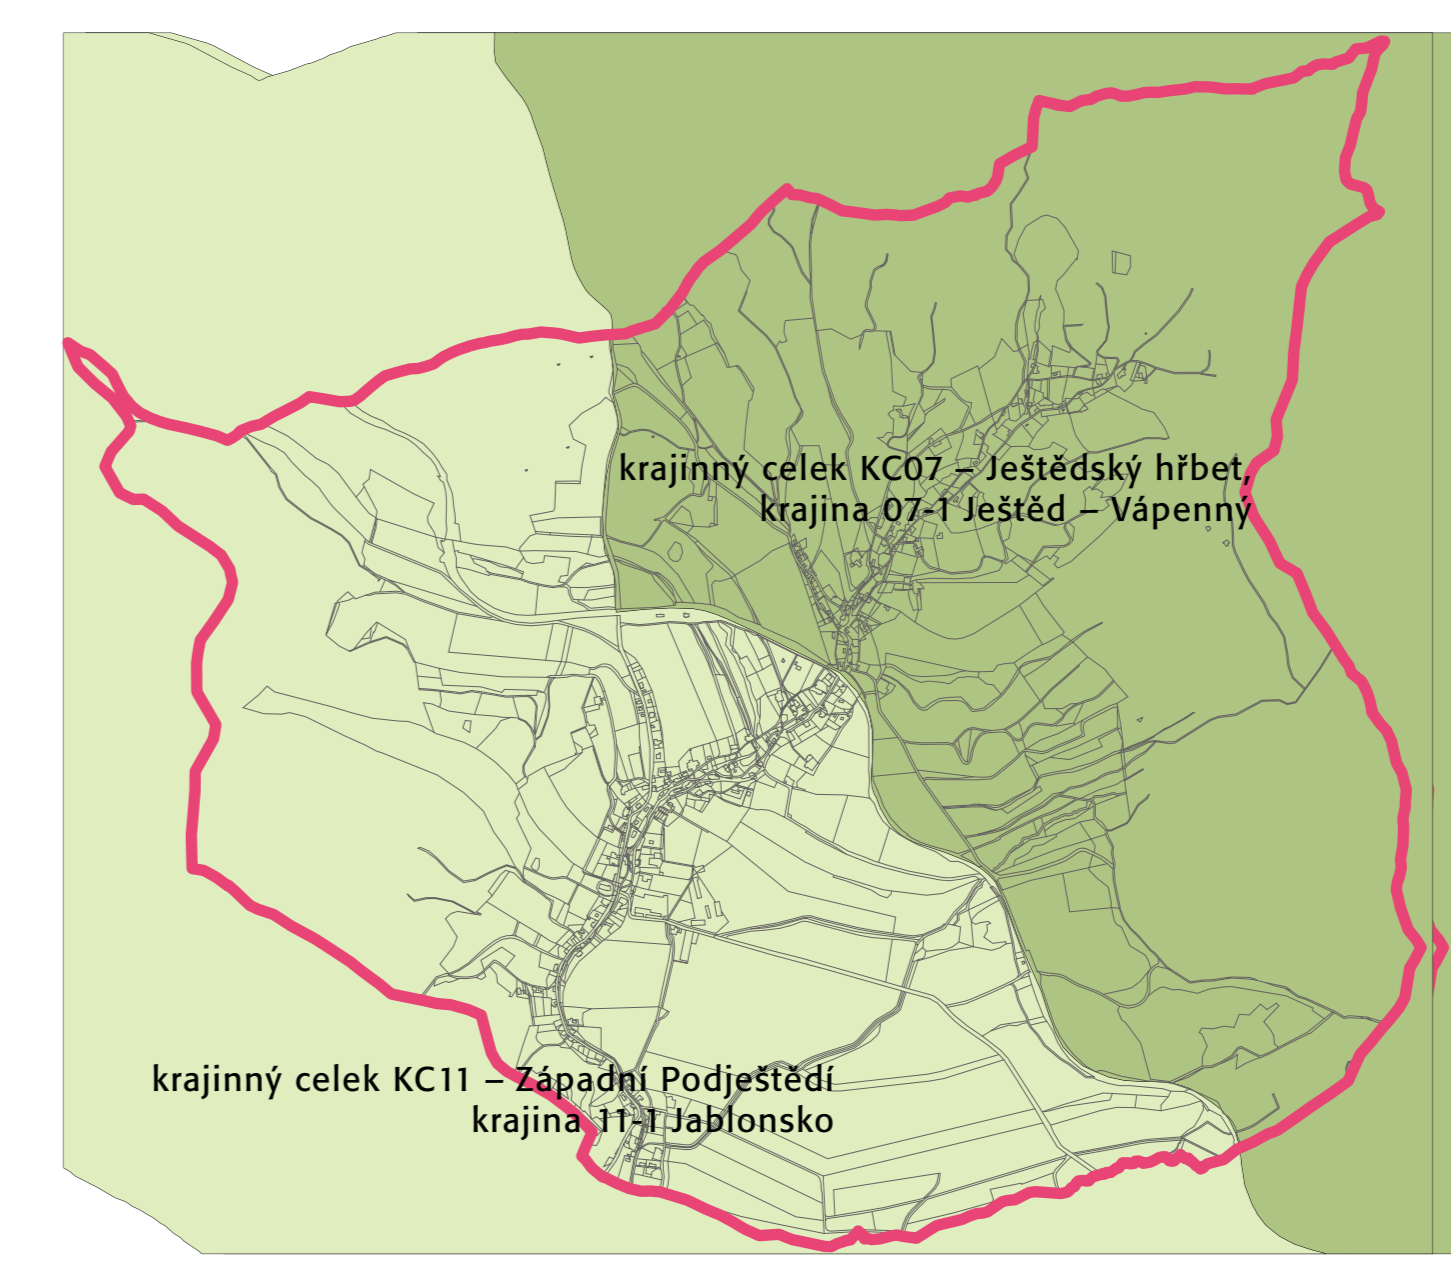 krajinný celek KC07 – Ještědský hřbet,
krajina 07-1 Ještěd – Vápenný
krajinný celek KC11 – Západní Podještědí
krajina 11-1 Jablonsko